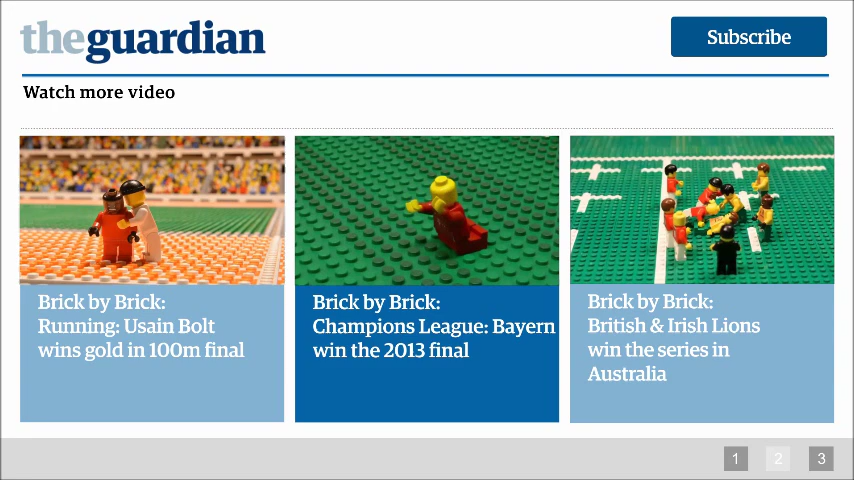 theguardian
Subscribe
Watch more video
Brick by Brick:
Running: Usain Bolt
wins gold in 100m final
Brick by Brick:
Champions League: Bayern
win the 2013 final
Brick by Brick:
British & Irish Lions
win the series in
Australia
1 2 3